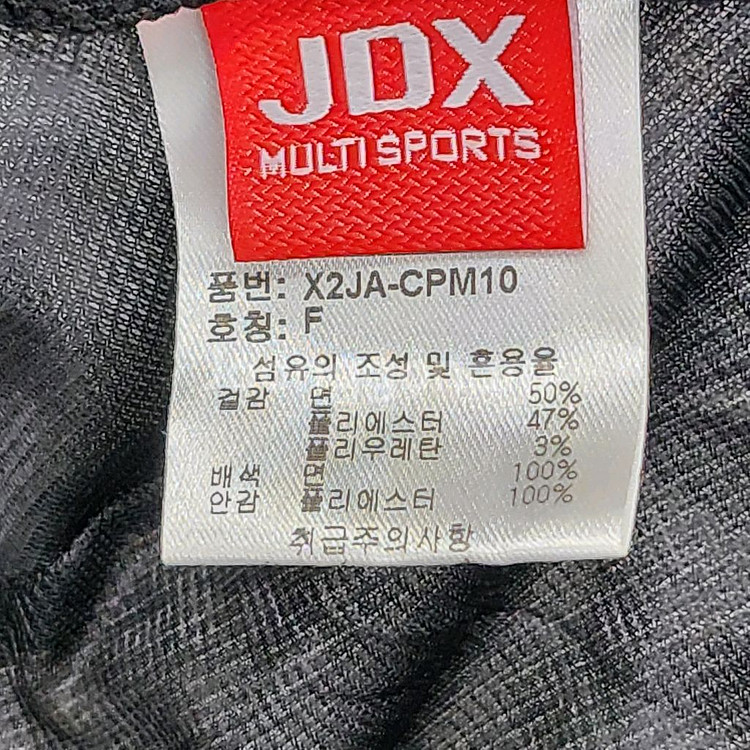 JDX
MULTI SPORTS
품번: X2JA-CPM10
호칭: F
섬유의 조성 및 혼용율
겉감 면 50%
폴리에스터 47%
폴리우레탄 3%
배색 면 100%
안감 폴리에스터 100%
취급주의사항